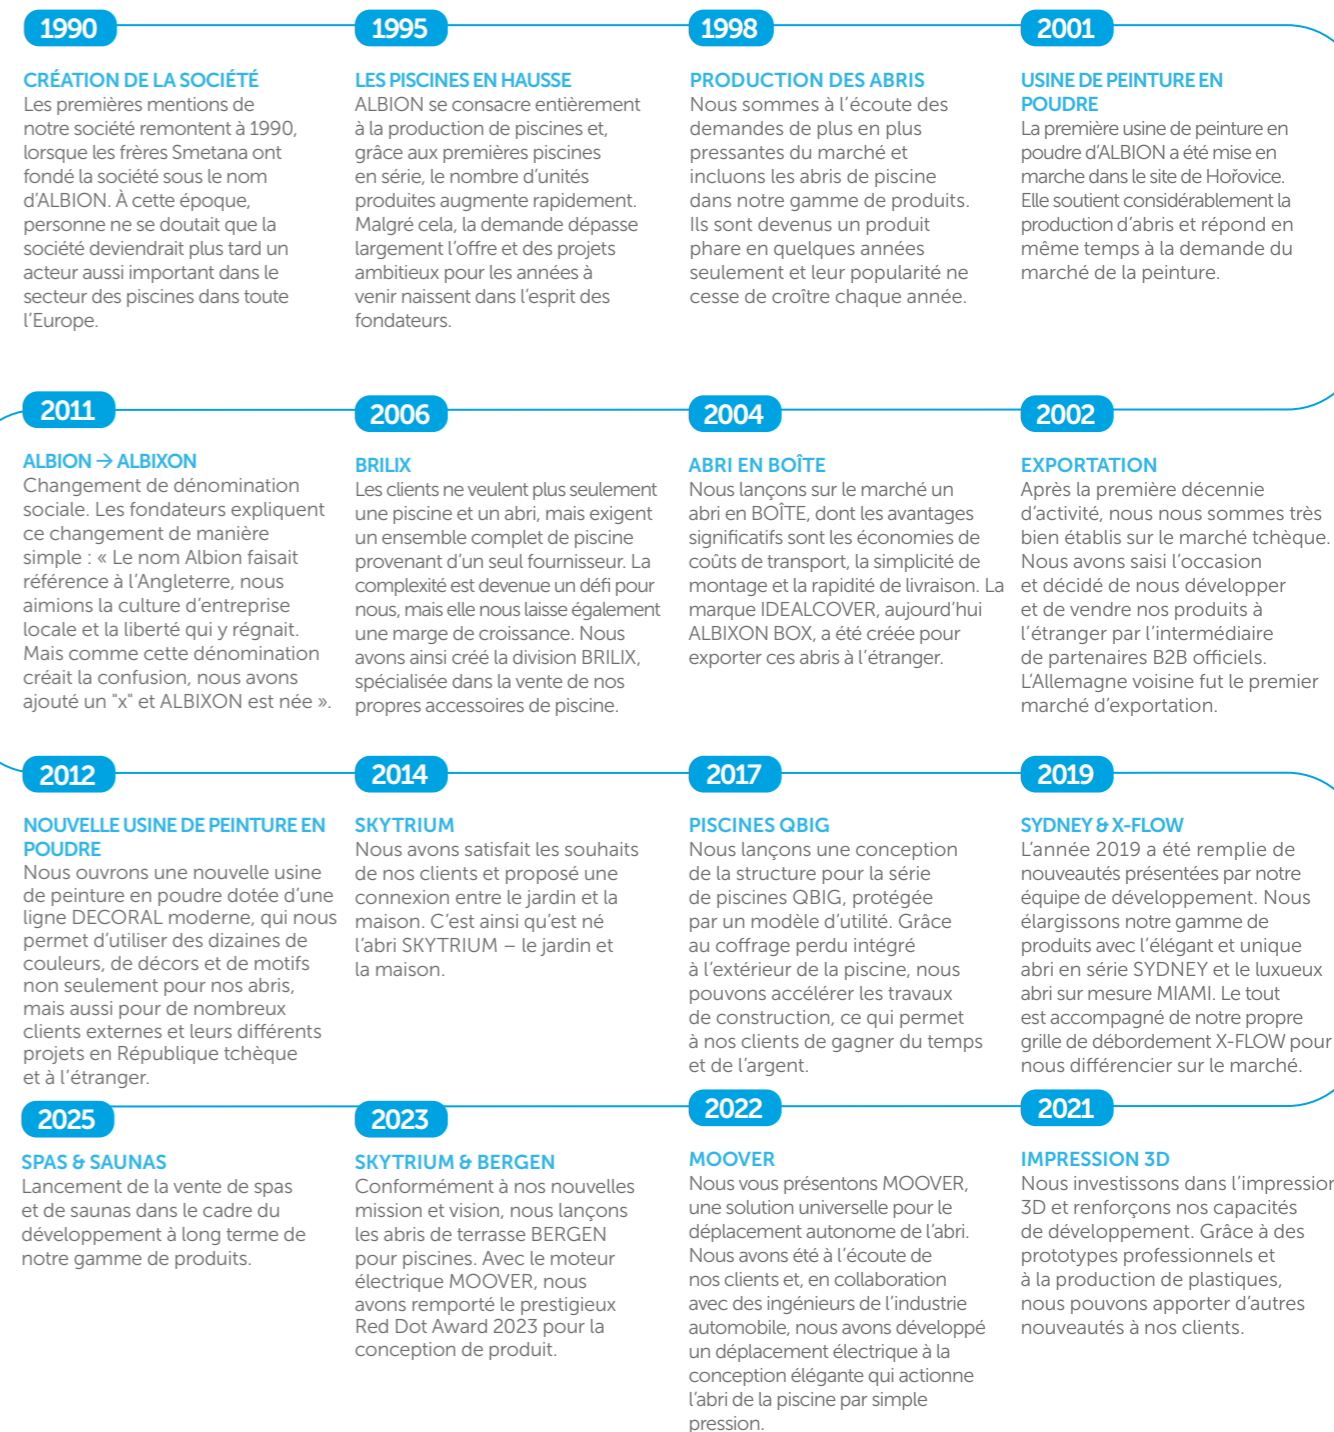 1990
CRÉATION DE LA SOCIÉTÉ
Les premières mentions de
notre société remontent à 1990,
lorsque les frères Smetana ont
fondé la société sous le nom
d’ALBION. À cette époque,
personne ne se doutait que la
société deviendrait plus tard un
acteur aussi important dans le
secteur des piscines dans toute
l’Europe.
1995
LES PISCINES EN HAUSSE
ALBION se consacre entièrement
à la production de piscines et,
grâce aux premières piscines
en série, le nombre d’unités
produites augmente rapidement.
Malgré cela, la demande dépasse
largement l’offre et des projets
ambitieux pour les années à
venir naissent dans l’esprit des
fondateurs.
1998
PRODUCTION DES ABRIS
Nous sommes à l’écoute des
demandes de plus en plus
pressantes du marché et
incluons les abris de piscine
dans notre gamme de produits.
Ils sont devenus un produit
phare en quelques années
seulement et leur popularité ne
cesse de croître chaque année.
2001
USINE DE PEINTURE EN
POUDRE
La première usine de peinture en
poudre d’ALBION a été mise en
marche dans le site de Hořovice.
Elle soutient considérablement la
production d’abris et répond en
même temps à la demande du
marché de la peinture.
2002
EXPORTATION
Après la première décennie
d’activité, nous nous sommes très
bien établis sur le marché tchèque.
Nous avons saisi l’occasion
et décidé de nous développer
et de vendre nos produits à
l’étranger par l’intermédiaire
de partenaires B2B officiels.
L’Allemagne voisine fut le premier
marché d’exportation.
2004
ABRI EN BOÎTE
Nous lançons sur le marché un
abri en BOÎTE, dont les avantages
significatifs sont les économies de
coûts de transport, la simplicité de
montage et la rapidité de livraison. La
marque IDEALCOVER, aujourd’hui
ALBIXON BOX, a été créée pour
exporter ces abris à l’étranger.
2006
BRILIX
Les clients ne veulent plus seulement
une piscine et un abri, mais exigent
un ensemble complet de piscine
provenant d’un seul fournisseur. La
complexité est devenue un défi pour
nous, mais elle nous laisse également
une marge de croissance. Nous
avons ainsi créé la division BRILIX,
spécialisée dans la vente de nos
propres accessoires de piscine.
2011
ALBION → ALBIXON
Changement de dénomination
sociale. Les fondateurs expliquent
ce changement de manière
simple : « Le nom Albion faisait
référence à l’Angleterre, nous
aimions la culture d’entreprise
locale et la liberté qui y régnait.
Mais comme cette dénomination
créait la confusion, nous avons
ajouté un "x" et ALBIXON est née ».
2012
NOUVELLE USINE DE PEINTURE EN
POUDRE
Nous ouvrons une nouvelle usine
de peinture en poudre dotée d’une
ligne DECORAL moderne, qui nous
permet d’utiliser des dizaines de
couleurs, de décors et de motifs
non seulement pour nos abris,
mais aussi pour de nombreux
clients externes et leurs différents
projets en République tchèque
et à l’étranger.
2014
SKYTRIUM
Nous avons satisfait les souhaits
de nos clients et proposé une
connexion entre le jardin et la
maison. C’est ainsi qu’est né
l’abri SKYTRIUM – le jardin et
la maison.
2017
PISCINES QBIG
Nous lançons une conception
de la structure pour la série
de piscines QBIG, protégée
par un modèle d’utilité. Grâce
au coffrage perdu intégré
à l’extérieur de la piscine, nous
pouvons accélérer les travaux
de construction, ce qui permet
à nos clients de gagner du temps
et de l’argent.
2019
SYDNEY & X-FLOW
L’année 2019 a été remplie de
nouveautés présentées par notre
équipe de développement. Nous
élargissons notre gamme de
produits avec l’élégant et unique
abri en série SYDNEY et le luxueux
abri sur mesure MIAMI. Le tout
est accompagné de notre propre
grille de débordement X-FLOW pour
nous différencier sur le marché.
2021
IMPRESSION 3D
Nous investissons dans l’impression
3D et renforçons nos capacités
de développement. Grâce à des
prototypes professionnels et
à la production de plastiques,
nous pouvons apporter d’autres
nouveautés à nos clients.
2022
MOOVER
Nous vous présentons MOOVER,
une solution universelle pour le
déplacement autonome de l’abri.
Nous avons été à l’écoute de
nos clients et, en collaboration
avec des ingénieurs de l’industrie
automobile, nous avons développé
un déplacement électrique à la
conception élégante qui actionne
l’abri de la piscine par simple
pression.
2023
SKYTRIUM & BERGEN
Conformément à nos nouvelles
mission et vision, nous lançons
les abris de terrasse BERGEN
pour piscines. Avec le moteur
électrique MOOVER, nous
avons remporté le prestigieux
Red Dot Award 2023 pour la
conception de produit.
2025
SPAS & SAUNAS
Lancement de la vente de spas
et de saunas dans le cadre du
développement à long terme de
notre gamme de produits.